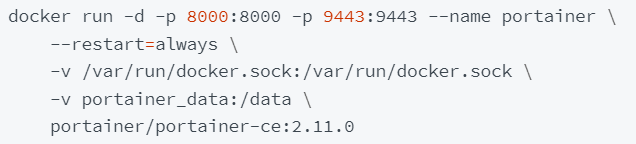 docker run -d -p 8000:8000 -p 9443:9443 --name portainer \
    --restart=always \
    -v /var/run/docker.sock:/var/run/docker.sock \
    -v portainer_data:/data \
    portainer/portainer-ce:2.11.0